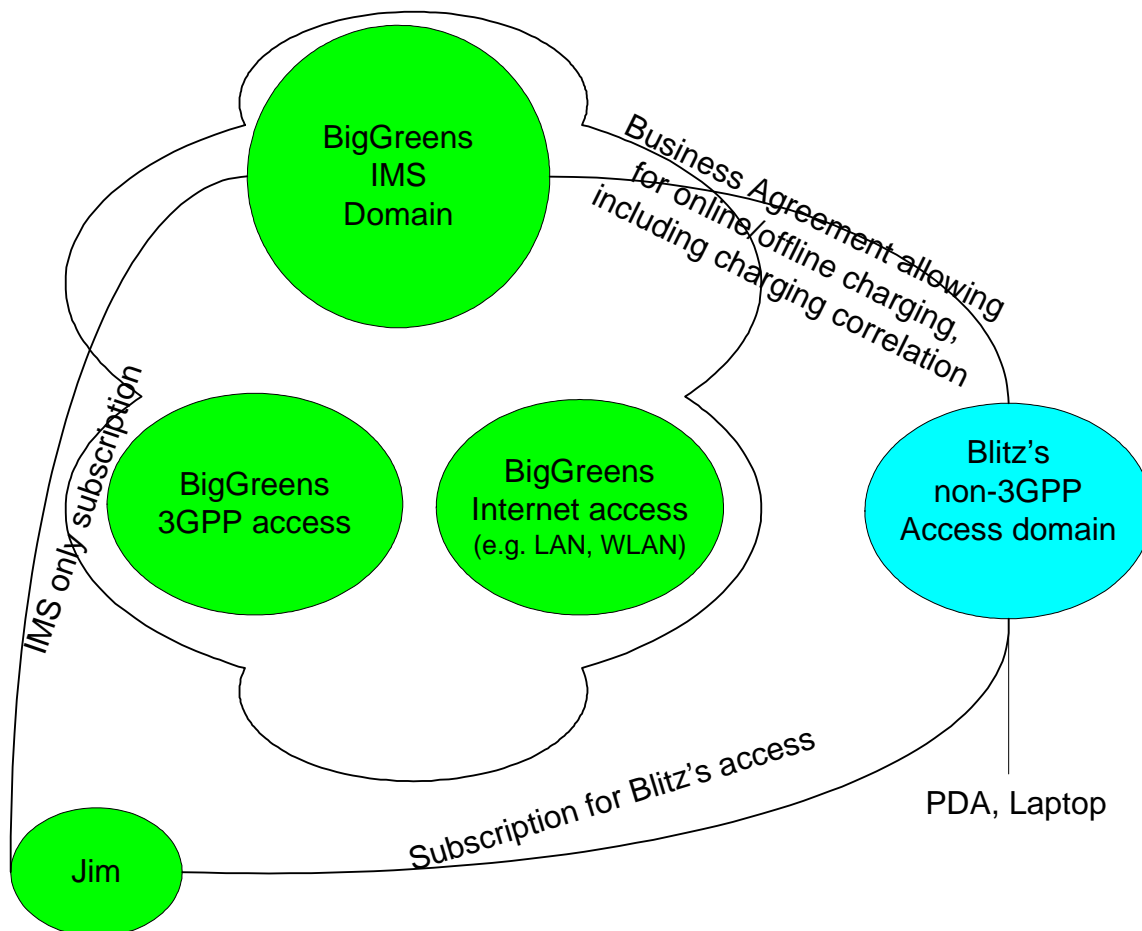 BigGreens
IMS
Domain
Business Agreement allowing
for online/offline charging,
including charging correlation
IMS only subscription
BigGreens
3GPP access
BigGreens
Internet access
(e.g. LAN, WLAN)
Blitz’s
non-3GPP
Access domain
Subscription for Blitz’s access
PDA, Laptop
Jim